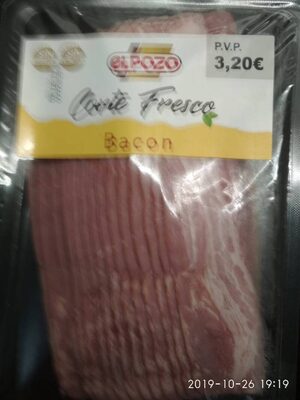 ELPOZO
P.V.P.
3,20€
Corte Fresco
Bacon
2019-10-26 19:19